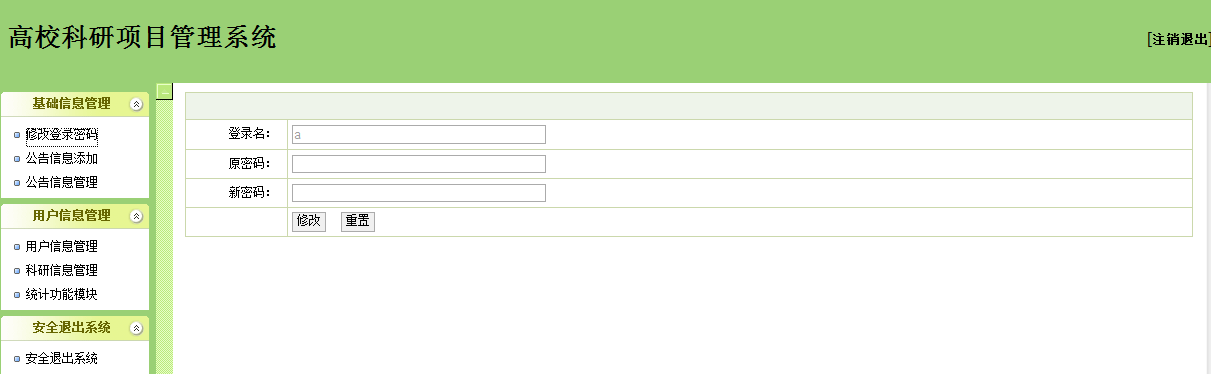 高校科研项目管理系统
[注销退出]
基础信息管理
修改登录密码
公告信息添加
公告信息管理
用户信息管理
用户信息管理
科研信息管理
统计功能模块
安全退出系统
安全退出系统
登录名： a
原密码：
新密码：
修改 重置